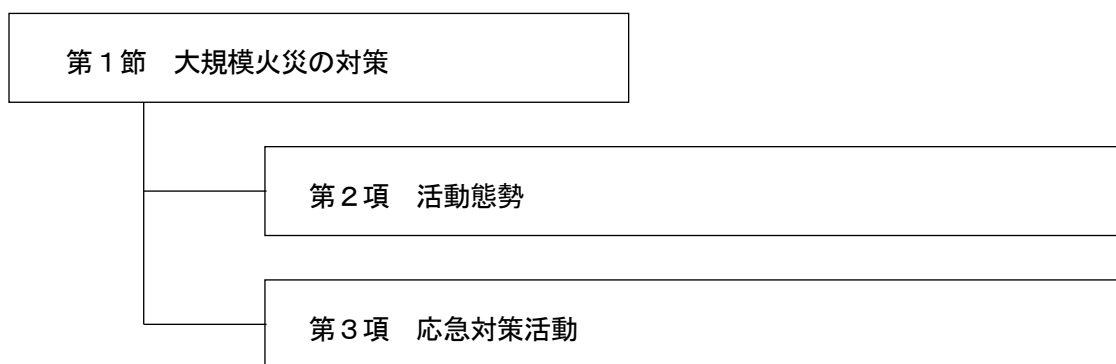 第１節　大規模火災の対策
第２項　活動態勢
第３項　応急対策活動